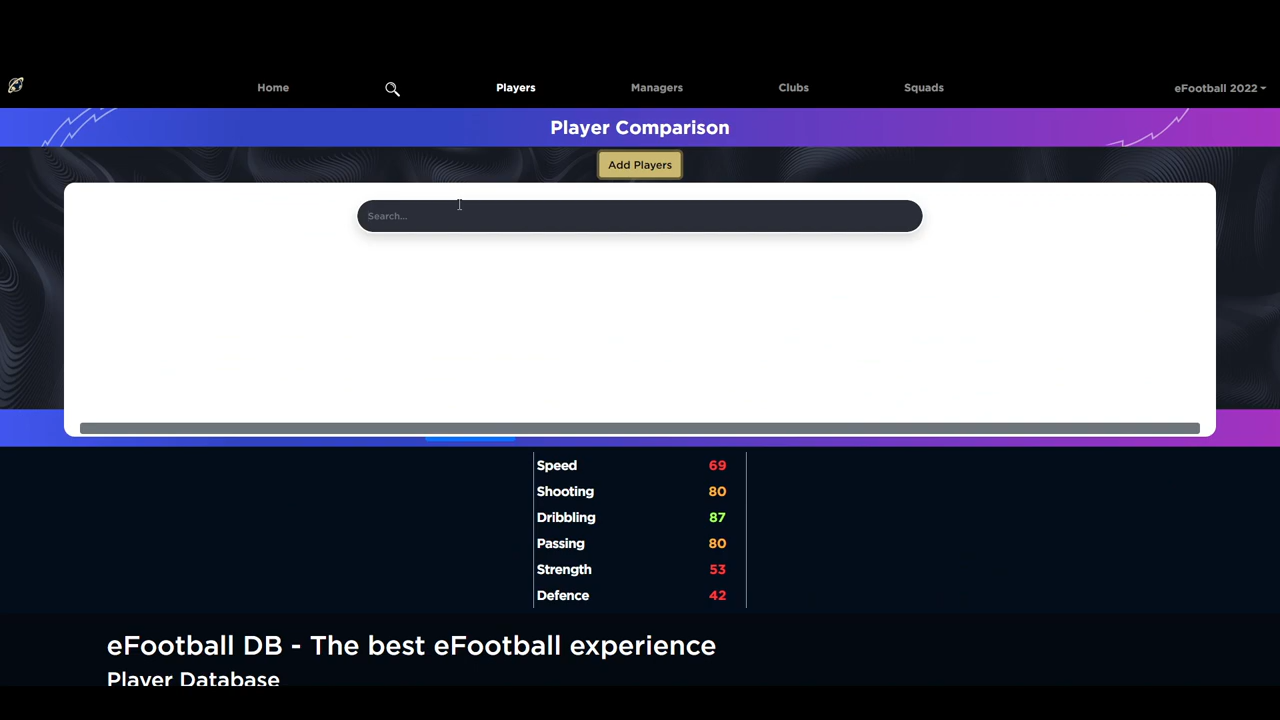 Home Players Managers Clubs Squads eFootball 2022
Player Comparison
Add Players
Search...
Speed 69
Shooting 80
Dribbling 87
Passing 80
Strength 53
Defence 42
eFootball DB - The best eFootball experience
Player Database